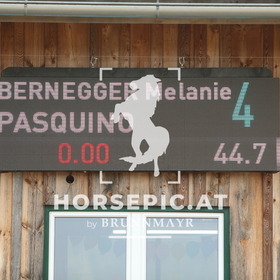 BERNEGGER Melanie
4
PASQUINO
0.00 44.7
HORSEPIC.AT
by BRUNNMAYR